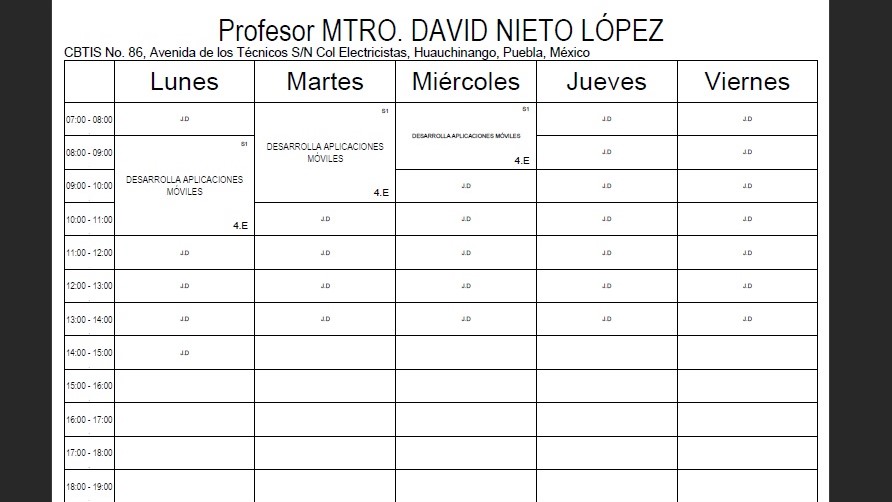 Profesor MTRO. DAVID NIETO LÓPEZ
CBTIS No. 86, Avenida de los Técnicos S/N Col Electricistas, Huauchinango, Puebla, México
Lunes Martes Miércoles Jueves Viernes
07:00 - 08:00 J.D S1 DESARROLLA APLICACIONES MÓVILES 4.E S1 DESARROLLA APLICACIONES MÓVILES 4.E J.D J.D
08:00 - 09:00 S1 DESARROLLA APLICACIONES MÓVILES 4.E J.D J.D
09:00 - 10:00 J.D J.D J.D
10:00 - 11:00 J.D J.D J.D J.D
11:00 - 12:00 J.D J.D J.D J.D J.D
12:00 - 13:00 J.D J.D J.D J.D J.D
13:00 - 14:00 J.D J.D J.D J.D J.D
14:00 - 15:00 J.D
15:00 - 16:00
16:00 - 17:00
17:00 - 18:00
18:00 - 19:00